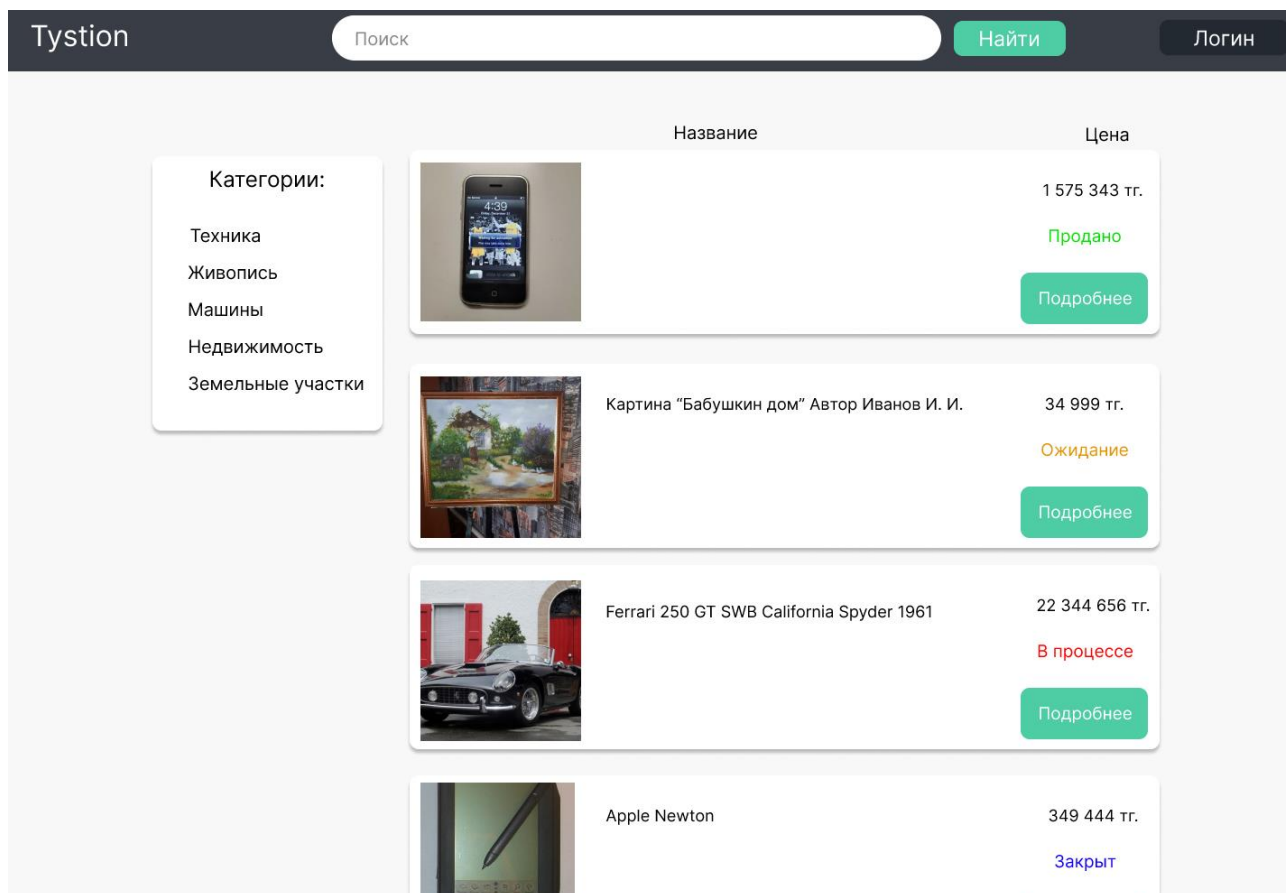 Tystion
Поиск
Найти
Логин
Название
Цена
Категории:
Техника
Живопись
Машины
Недвижимость
Земельные участки
4:39
1 575 343 тг.
Продано
Подробнее
Картина “Бабушкин дом” Автор Иванов И. И.
34 999 тг.
Ожидание
Подробнее
Ferrari 250 GT SWB California Spyder 1961
22 344 656 тг.
В процессе
Подробнее
Apple Newton
349 444 тг.
Закрыт